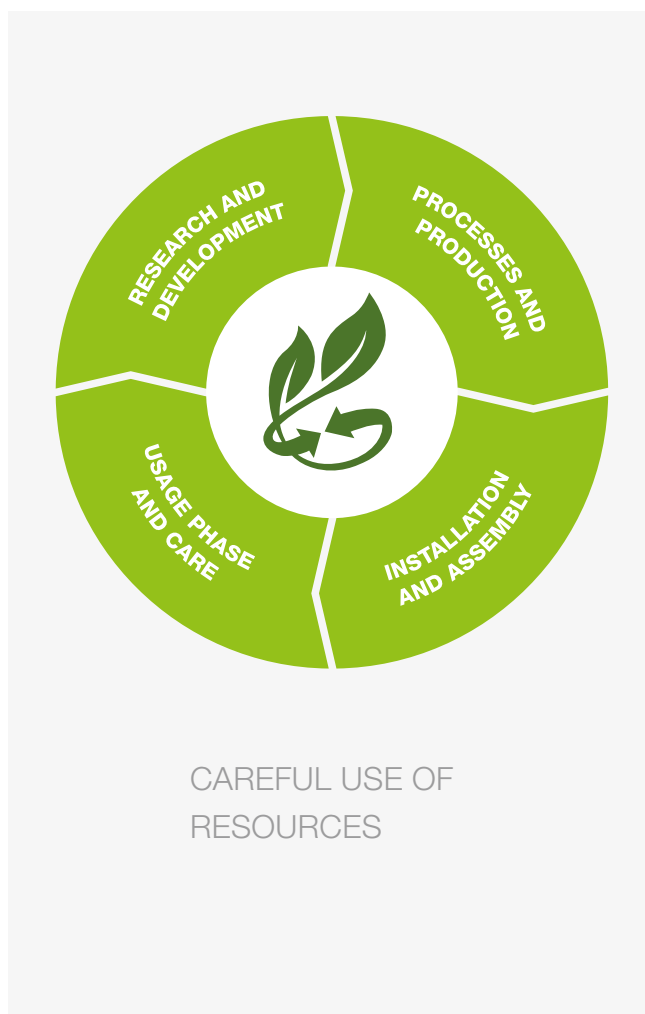 RESEARCH AND
DEVELOPMENT
PROCESSES AND
PRODUCTION
INSTALLATION
AND ASSEMBLY
USAGE PHASE
AND CARE
CAREFUL USE OF
RESOURCES